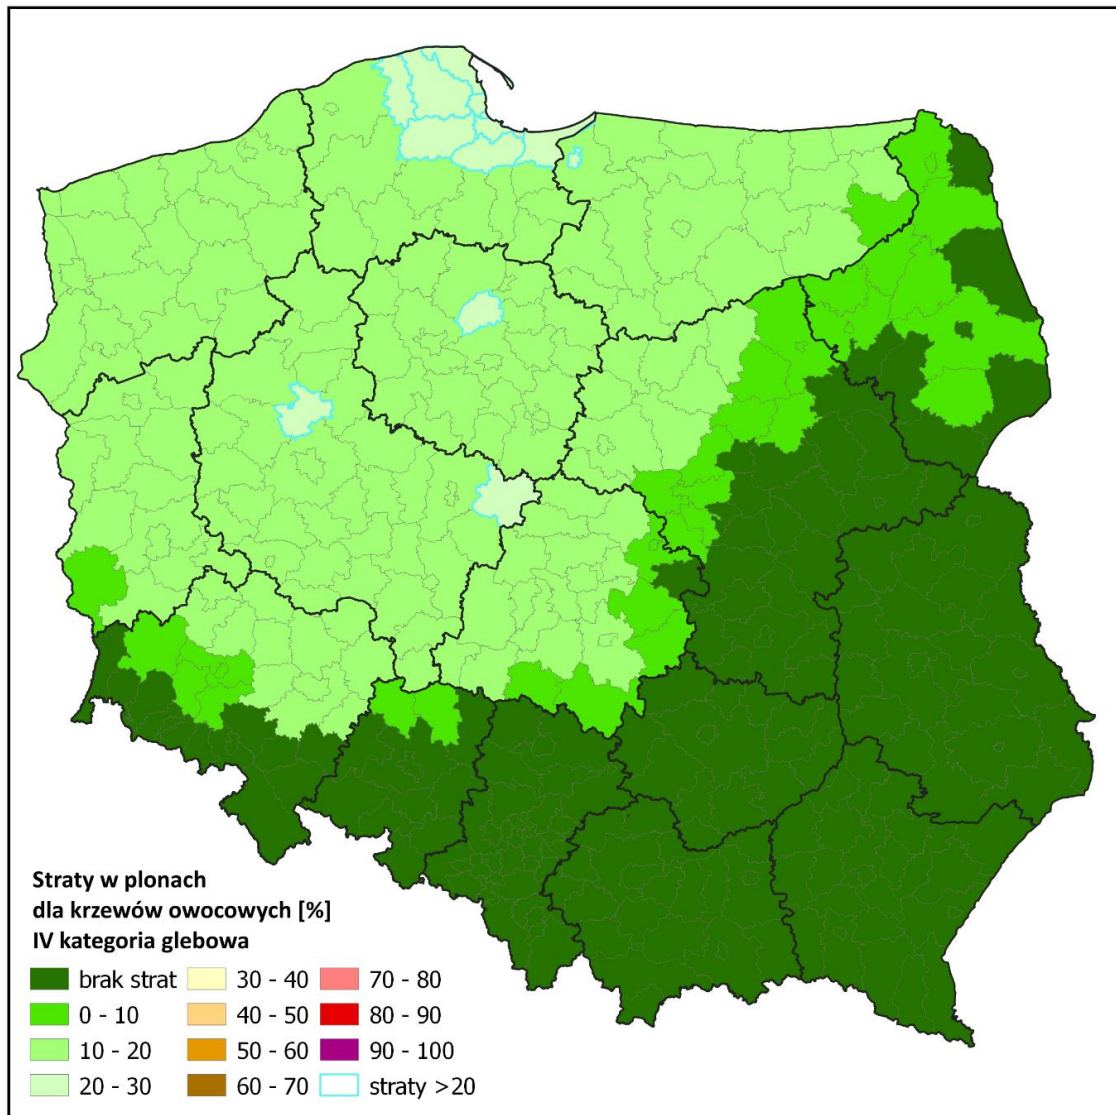 Straty w plonach
dla krzewów owocowych [%]
IV kategoria glebowa
brak strat 30 - 40 70 - 80
0 - 10 40 - 50 80 - 90
10 - 20 50 - 60 90 - 100
20 - 30 60 - 70 straty >20